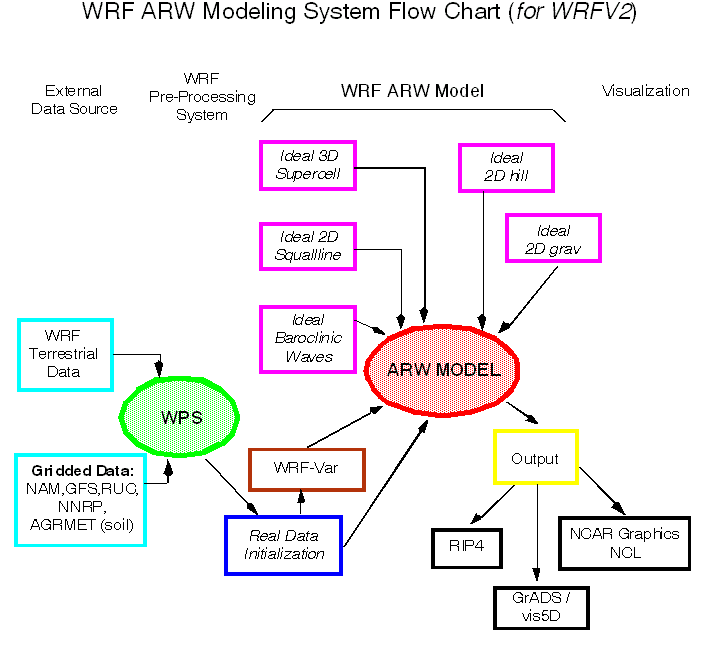 WRF ARW Modeling System Flow Chart (for WRFV2)
External
Data Source
WRF
Pre-Processing
System
WRF ARW Model
Visualization
Ideal 3D
Supercell
Ideal
2D hill
Ideal 2D
Squallline
Ideal
2D grav
Ideal
Baroclinic
Waves
WRF
Terrestrial
Data
ARW MODEL
WPS
Gridded Data:
NAM,GFS,RUC,
NNRP,
AGRMET (soil)
WRF-Var
Output
Real Data
Initialization
RIP4
NCAR Graphics
NCL
GrADS /
vis5D